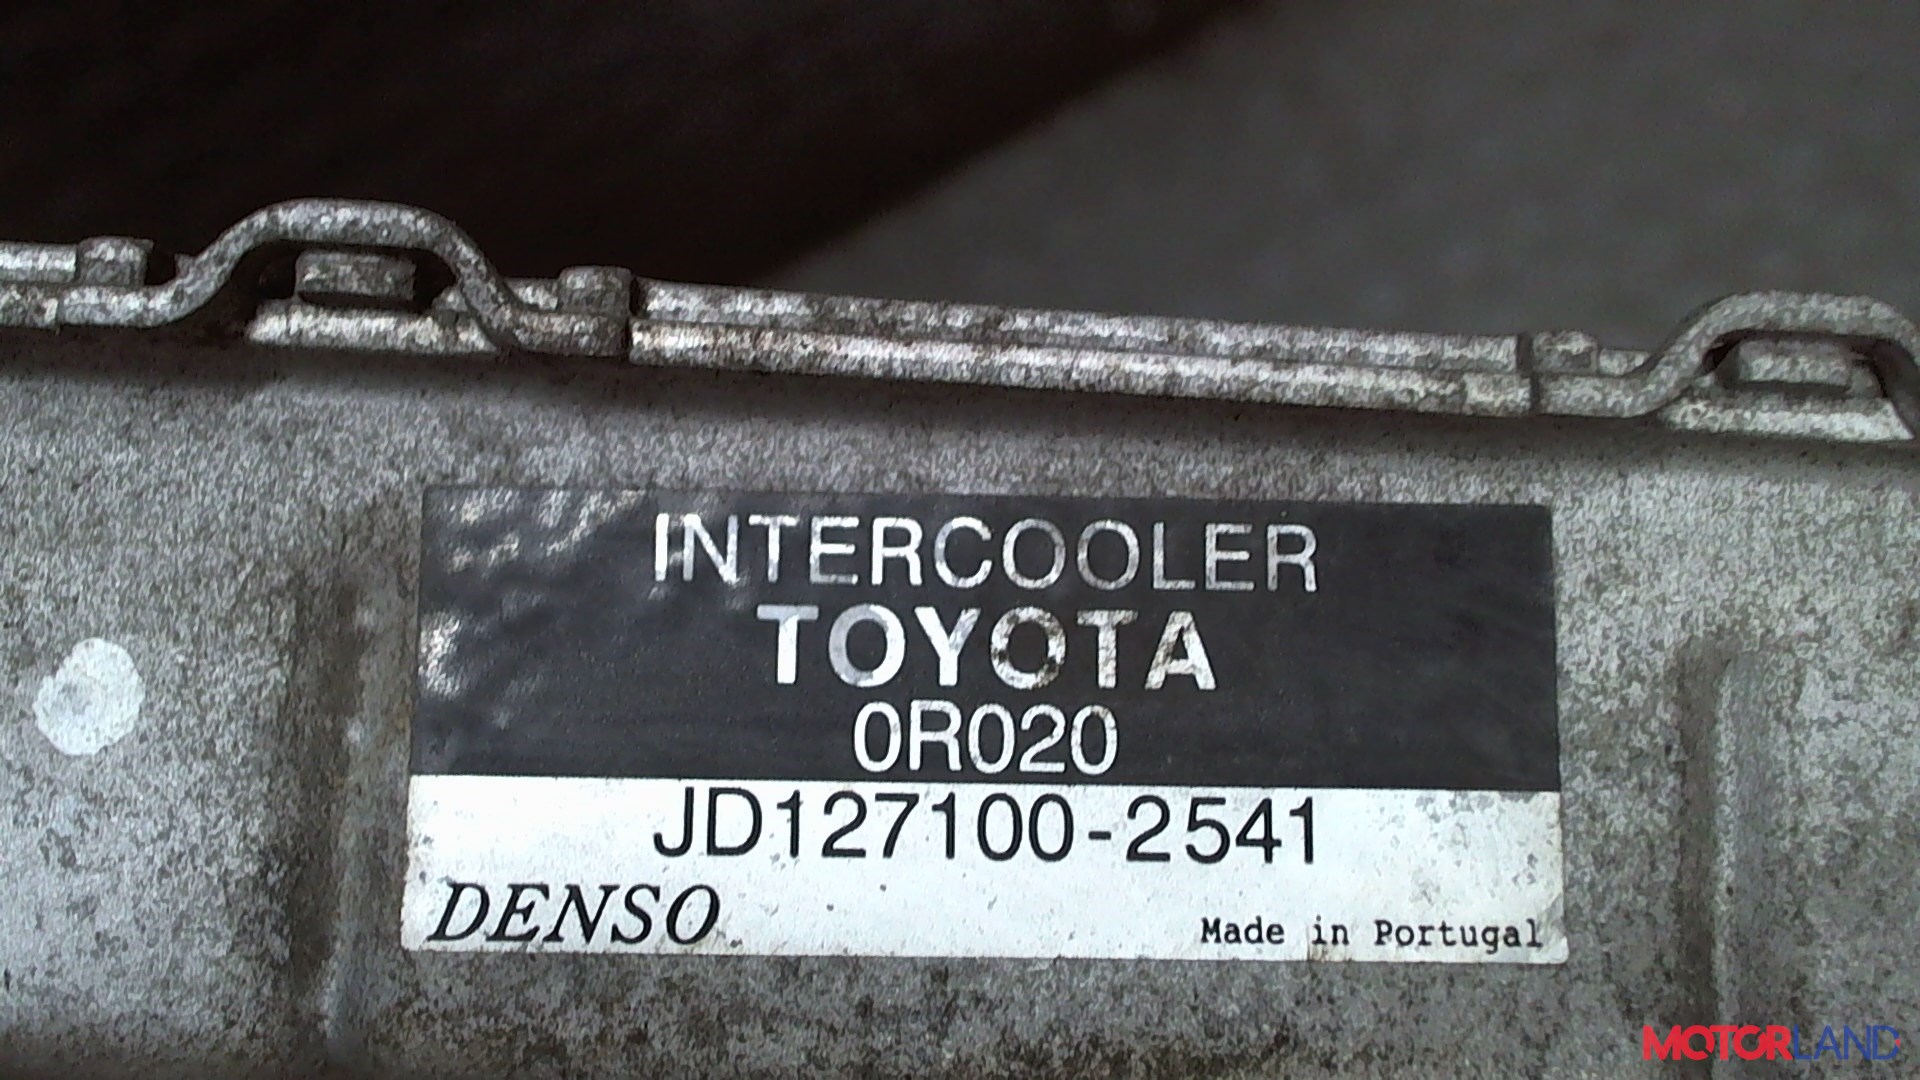 INTERCOOLER
TOYOTA
0R020
JD127100-2541
DENSO
Made in Portugal
MOTORLAND